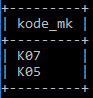 +---------+
| kode_mk |
+---------+
| K07     |
| K05     |
+---------+